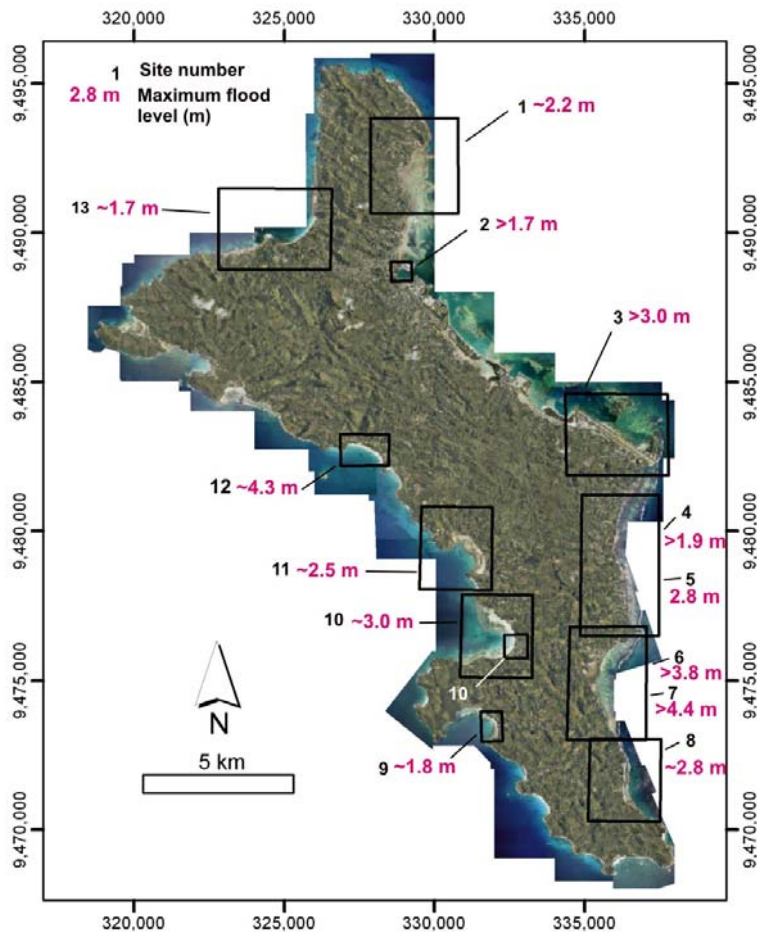 320,000 325,000 330,000 335,000
1 Site number
2.8 m Maximum flood
level (m)
9,495,000 9,495,000
1 ~2.2 m
13 ~1.7 m
9,490,000 9,490,000
2 >1.7 m
3 >3.0 m
9,485,000 9,485,000
12 ~4.3 m
4
>1.9 m
9,480,000 9,480,000
11 ~2.5 m
5
2.8 m
10 ~3.0 m
6
>3.8 m
9,475,000 9,475,000
10
7
>4.4 m
N
8
~2.8 m
9 ~1.8 m
5 km
9,470,000 9,470,000
320,000 325,000 330,000 335,000